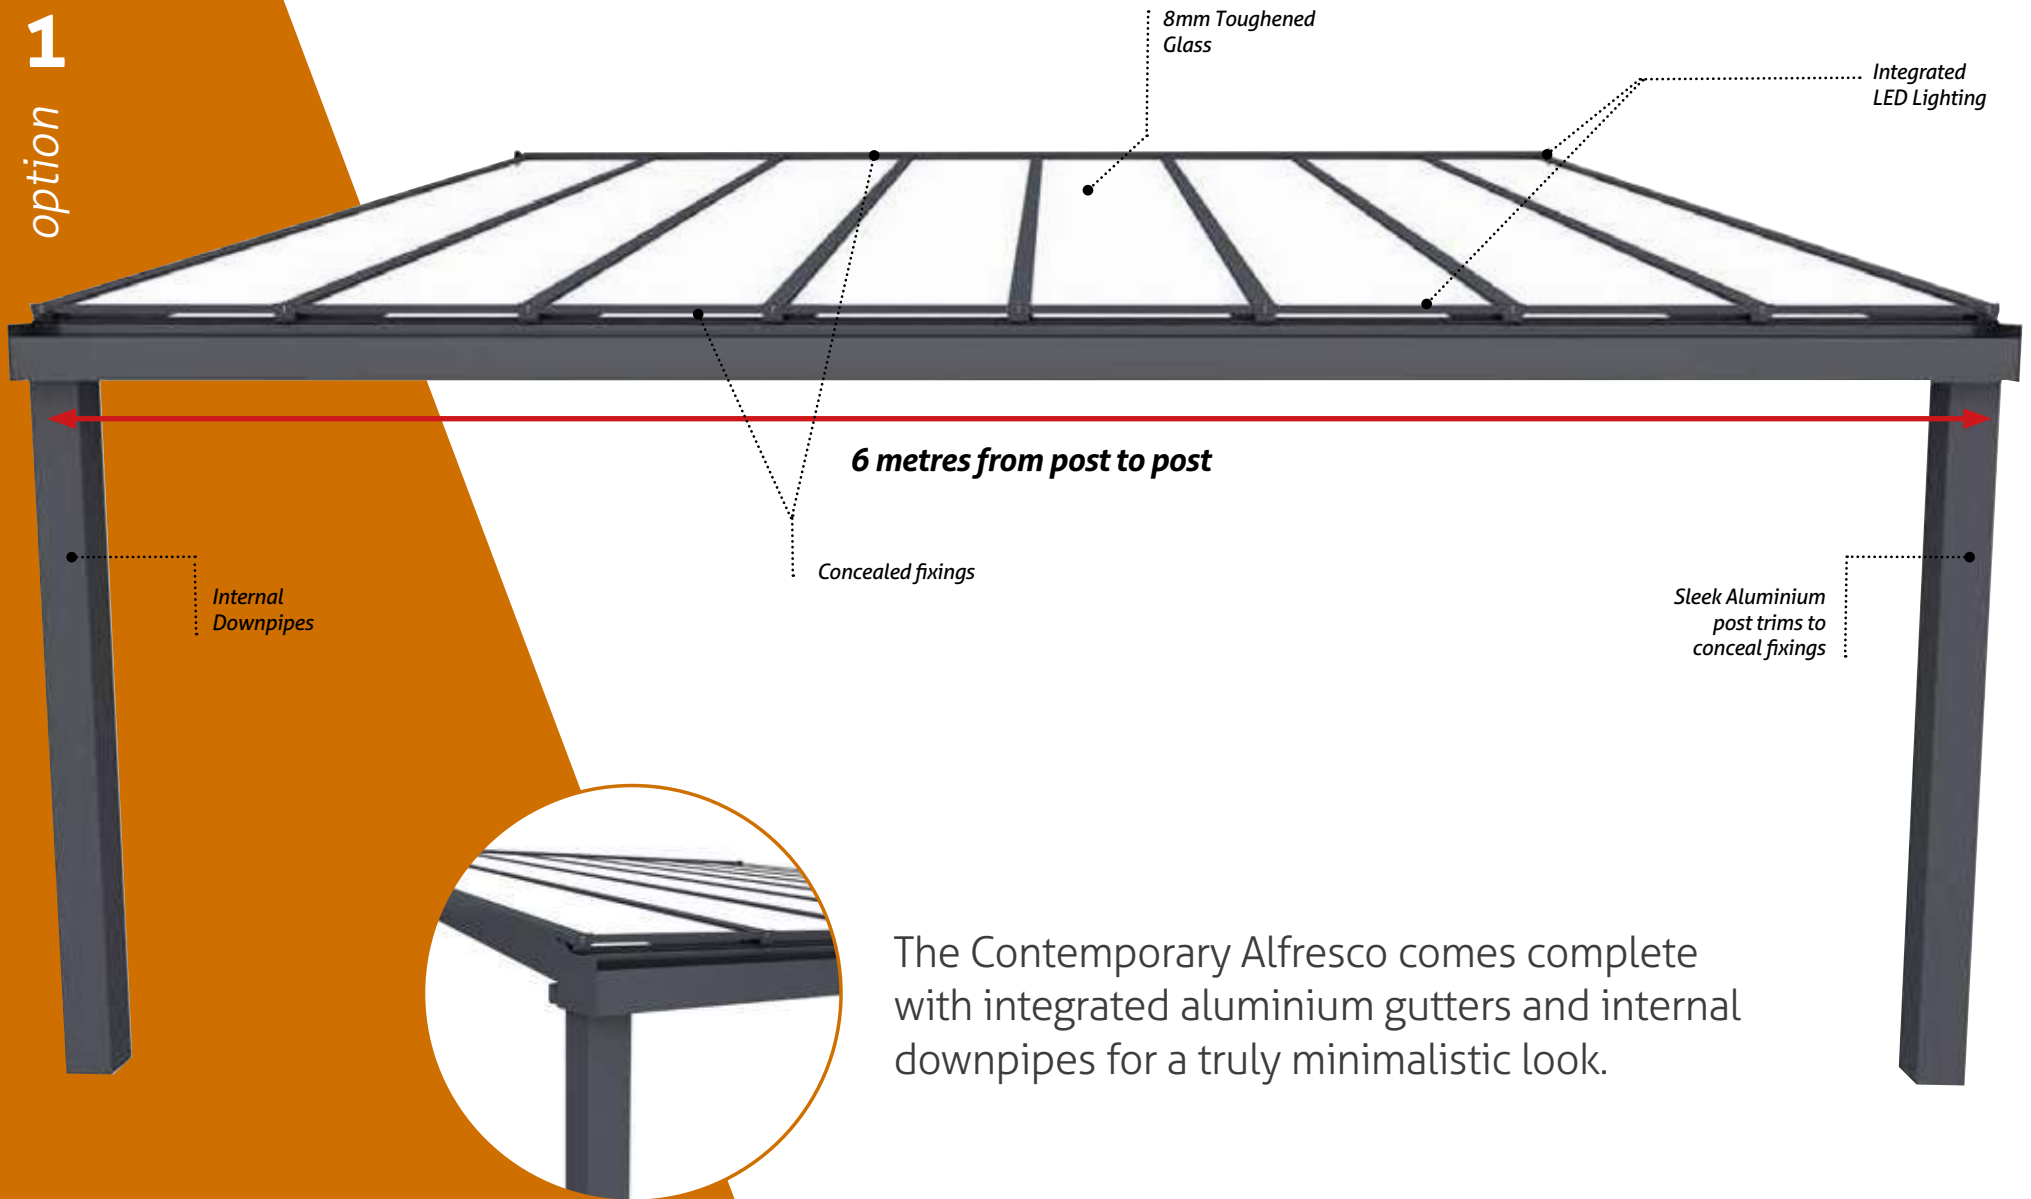 option 1
8mm Toughened
Glass
Integrated
LED Lighting
6 metres from post to post
Concealed fixings
Internal
Downpipes
Sleek Aluminium
post trims to
conceal fixings
The Contemporary Alfresco comes complete
with integrated aluminium gutters and internal
downpipes for a truly minimalistic look.